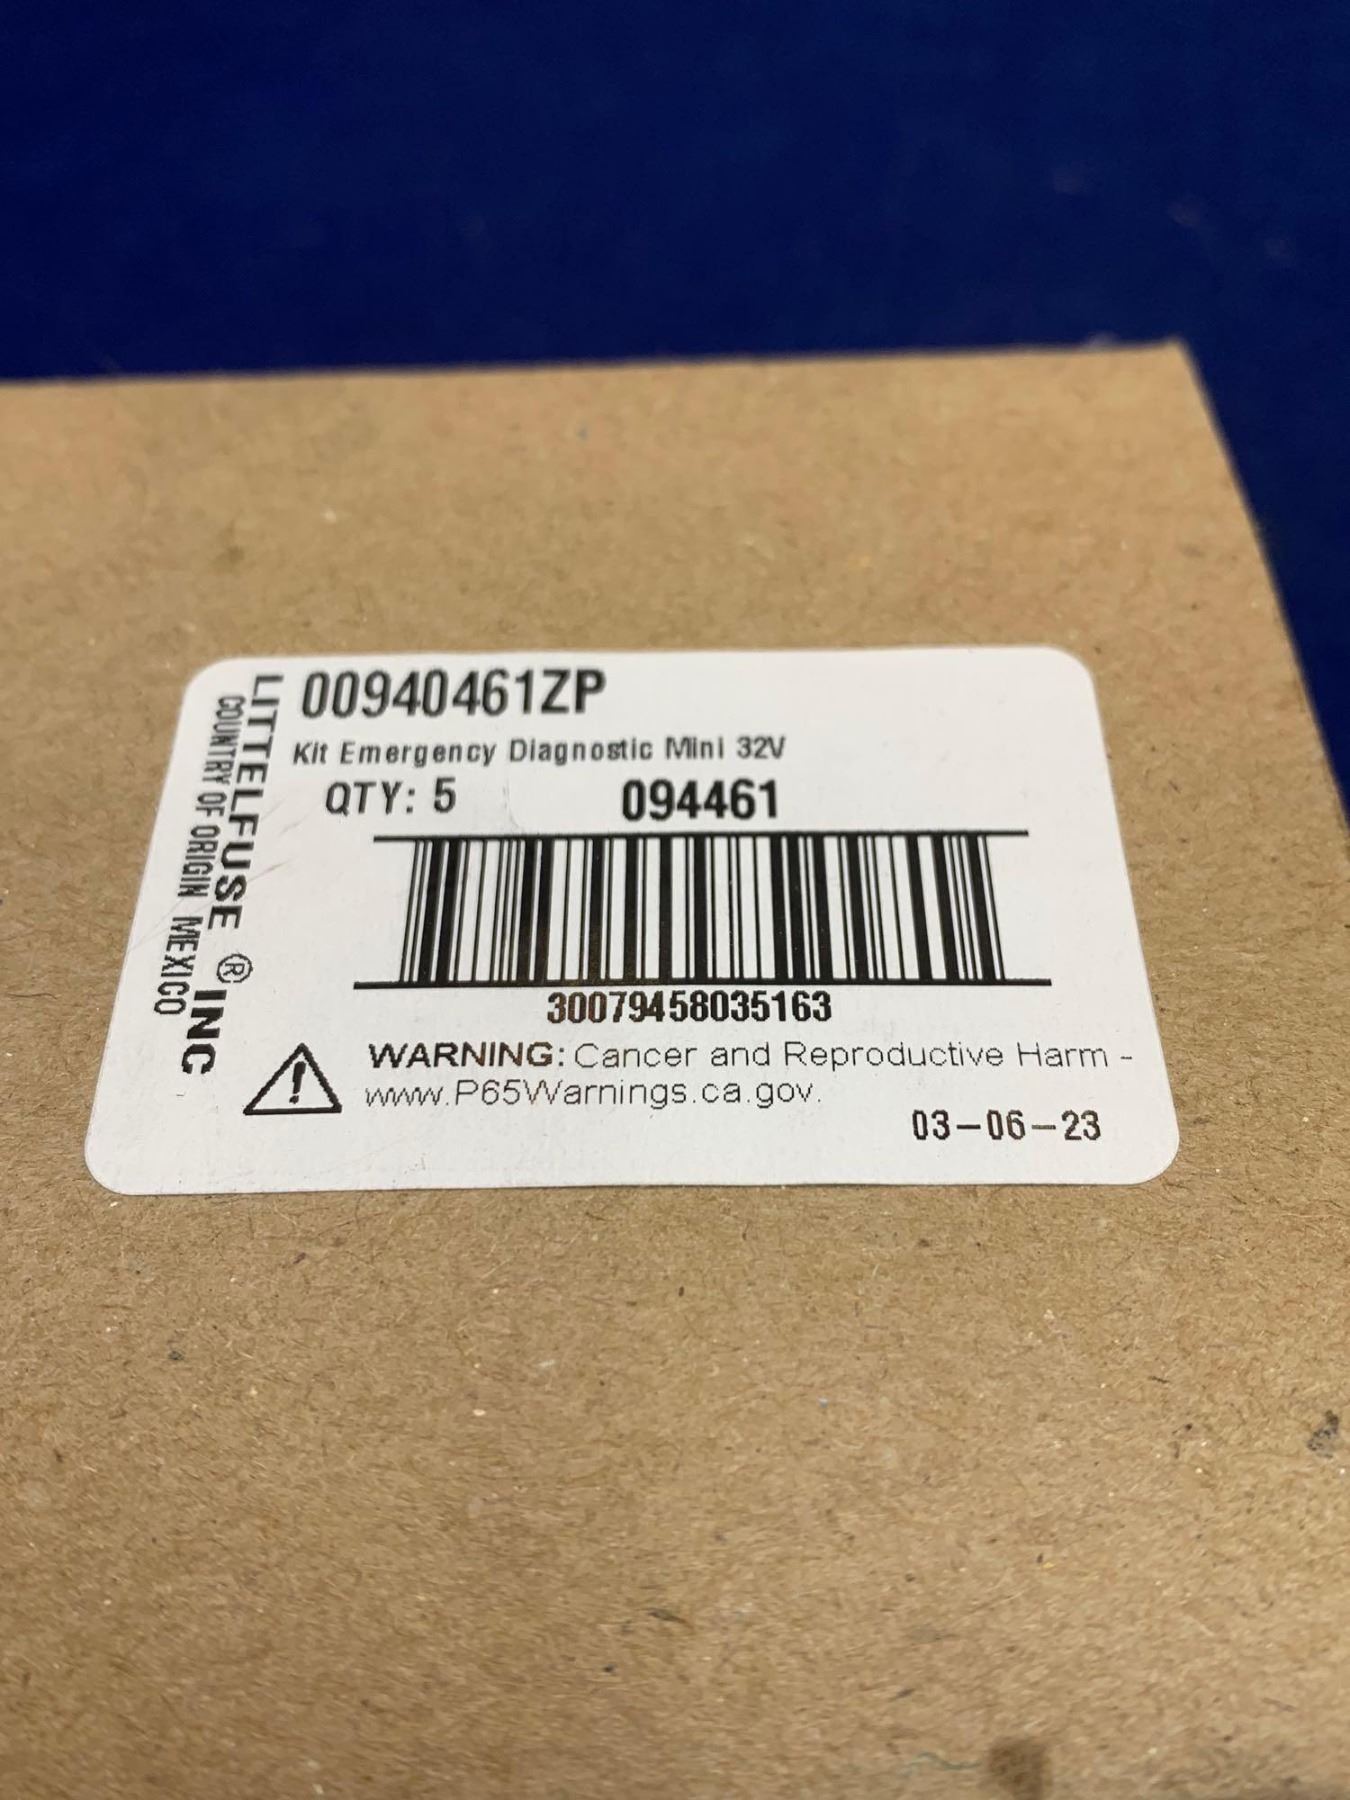 00940461ZP
Kit Emergency Diagnostic Mini 32V
QTY: 5 094461
30079458035163
WARNING: Cancer and Reproductive Harm -
www.P65Warnings.ca.gov.
03-06-23
LITTELFUSE ® INC
COUNTRY OF ORIGIN MEXICO